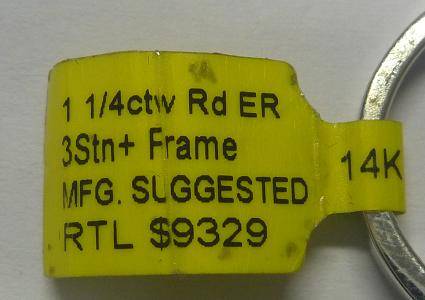 1 1/4ctw Rd ER
3Stn+ Frame
MFG. SUGGESTED
RTL $9329
14K